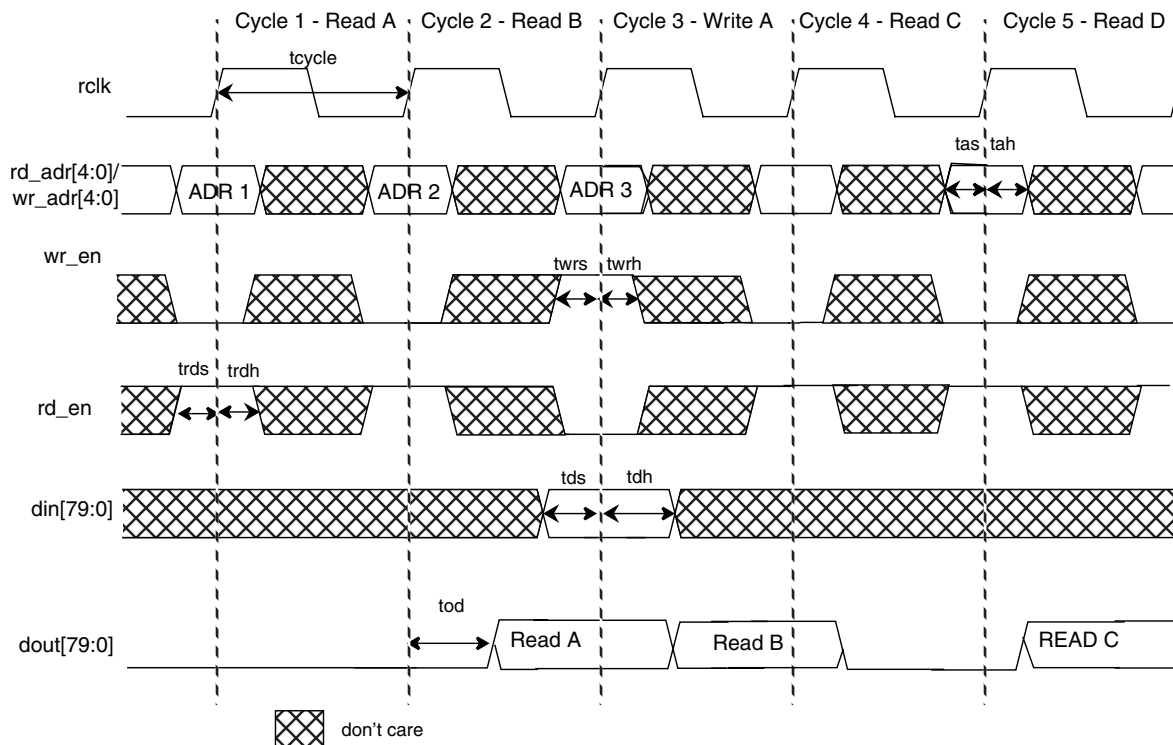 Cycle 1 - Read A Cycle 2 - Read B Cycle 3 - Write A Cycle 4 - Read C Cycle 5 - Read D
tcycle
rclk
tas tah
rd_adr[4:0]/
wr_adr[4:0]
ADR 1 ADR 2 ADR 3
wr_en
twrs twrh
trds trdh
rd_en
tds tdh
din[79:0]
tod
dout[79:0]
Read A Read B READ C
don't care